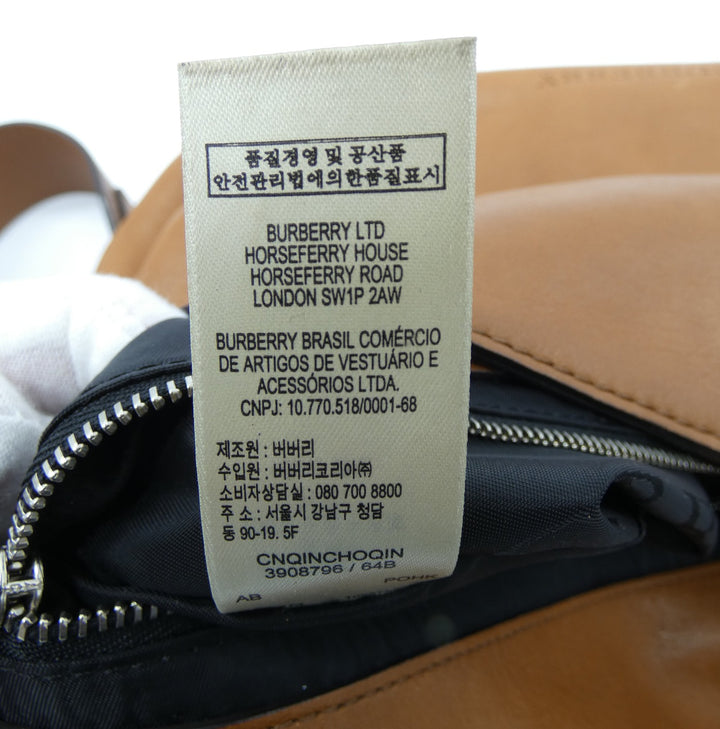 품질경영 및 공산품
안전관리법에의한품질표시
BURBERRY LTD
HORSEFERRY HOUSE
HORSEFERRY ROAD
LONDON SW1P 2AW
BURBERRY BRASIL COMÉRCIO
DE ARTIGOS DE VESTUÁRIO E
ACESSÓRIOS LTDA.
CNPJ: 10.770.518/0001-68
제조원 : 버버리
수입원 : 버버리코리아㈜
소비자상담실 : 080 700 8800
주 소 : 서울시 강남구 청담
동 90-19. 5F
CNQINCHOQIN
3908796 / 64B
AB POHK